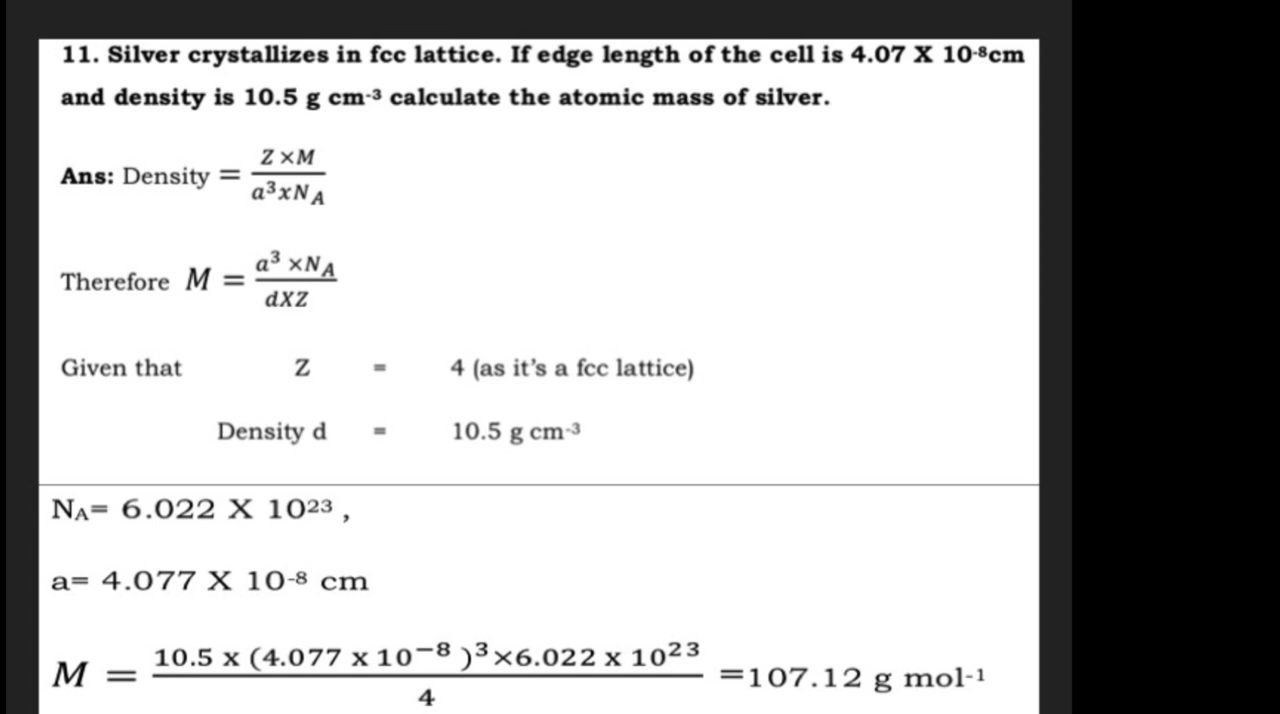 11. Silver crystallizes in fcc lattice. If edge length of the cell is 4.07 X 10⁻⁸cm
and density is 10.5 g cm⁻³ calculate the atomic mass of silver.
Ans: Density = Z ×M / a³xN_A
Therefore M = a³ ×N_A / dXZ
Given that Z = 4 (as it's a fcc lattice)
Density d = 10.5 g cm⁻³
N_A= 6.022 X 10²³ ,
a= 4.077 X 10⁻⁸ cm
M = 10.5 x (4.077 x 10⁻⁸ )³×6.022 x 10²³ / 4 =107.12 g mol⁻¹